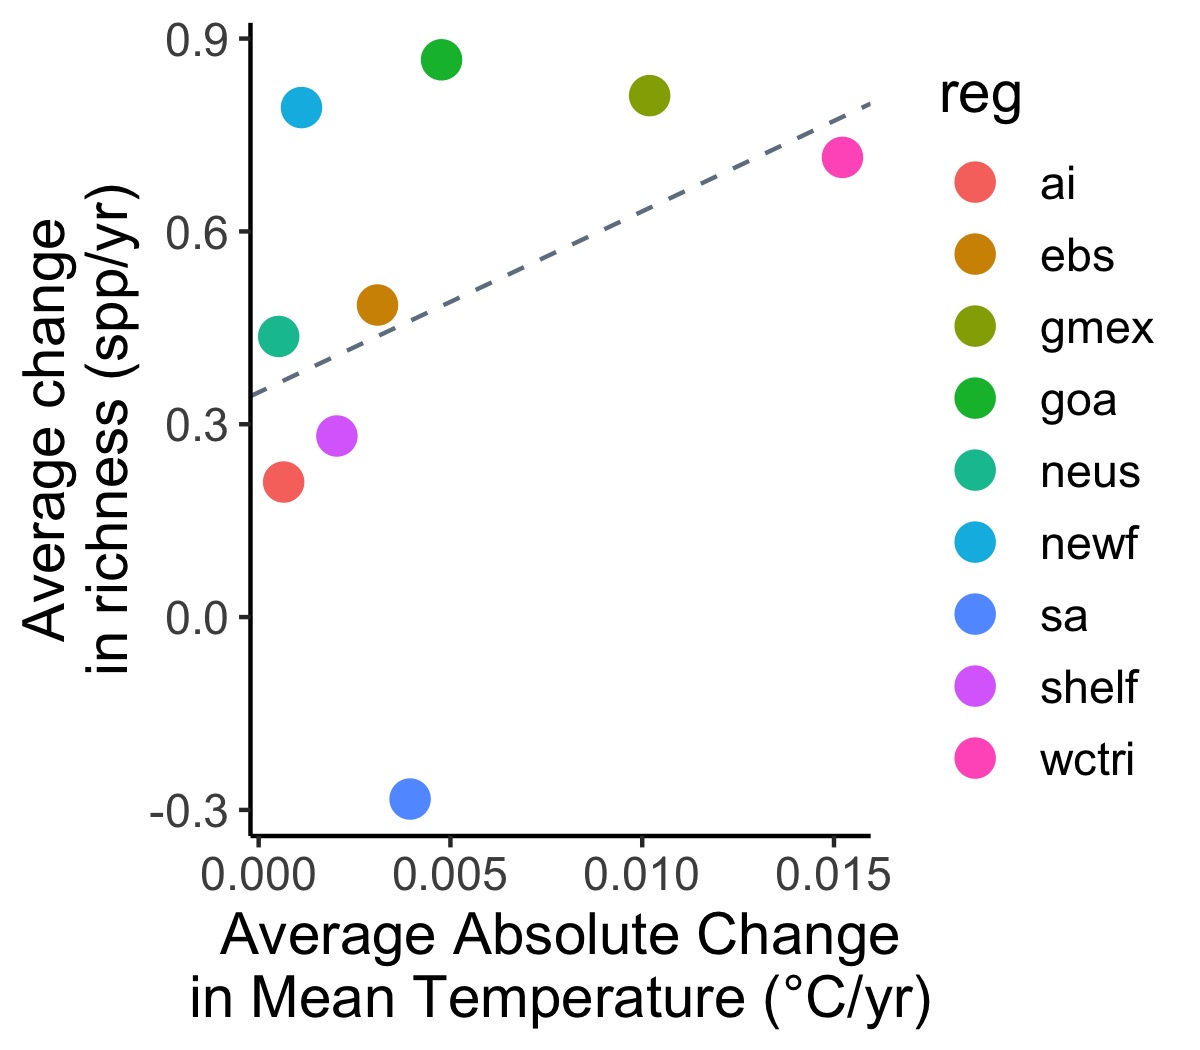 Average change
in richness (spp/yr)
0.9
0.6
0.3
0.0
-0.3
0.000 0.005 0.010 0.015
Average Absolute Change
in Mean Temperature (°C/yr)
reg
ai
ebs
gmex
goa
neus
newf
sa
shelf
wctri